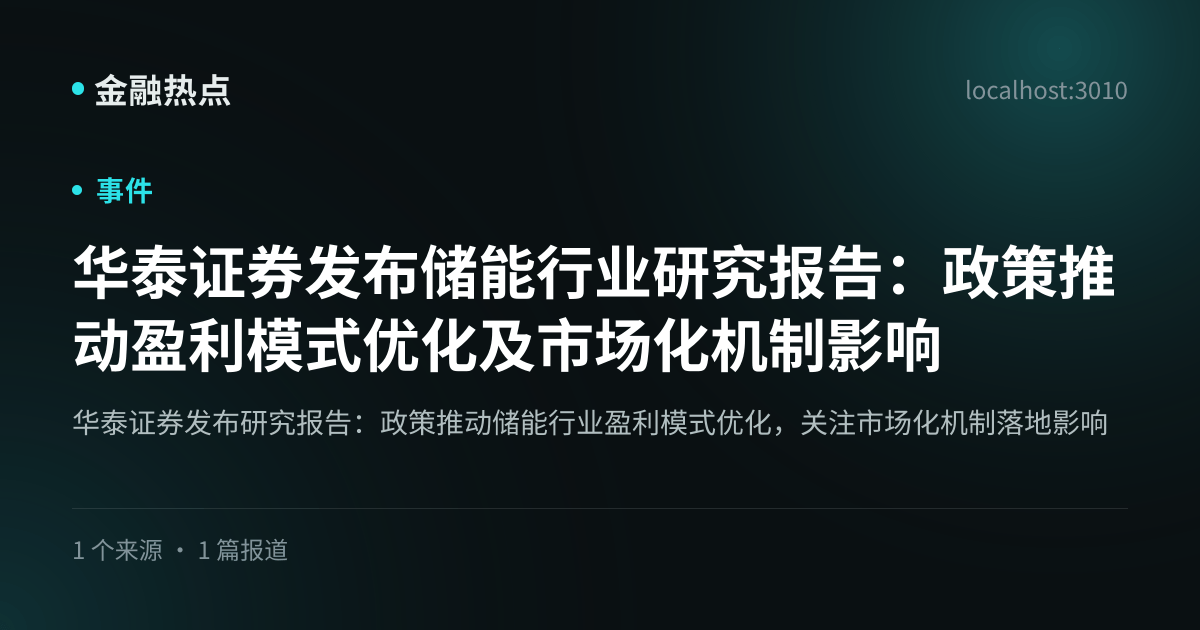 金融热点
localhost:3010
事件
华泰证券发布储能行业研究报告：政策推
动盈利模式优化及市场化机制影响
华泰证券发布研究报告：政策推动储能行业盈利模式优化，关注市场化机制落地影响
1 个来源 · 1 篇报道